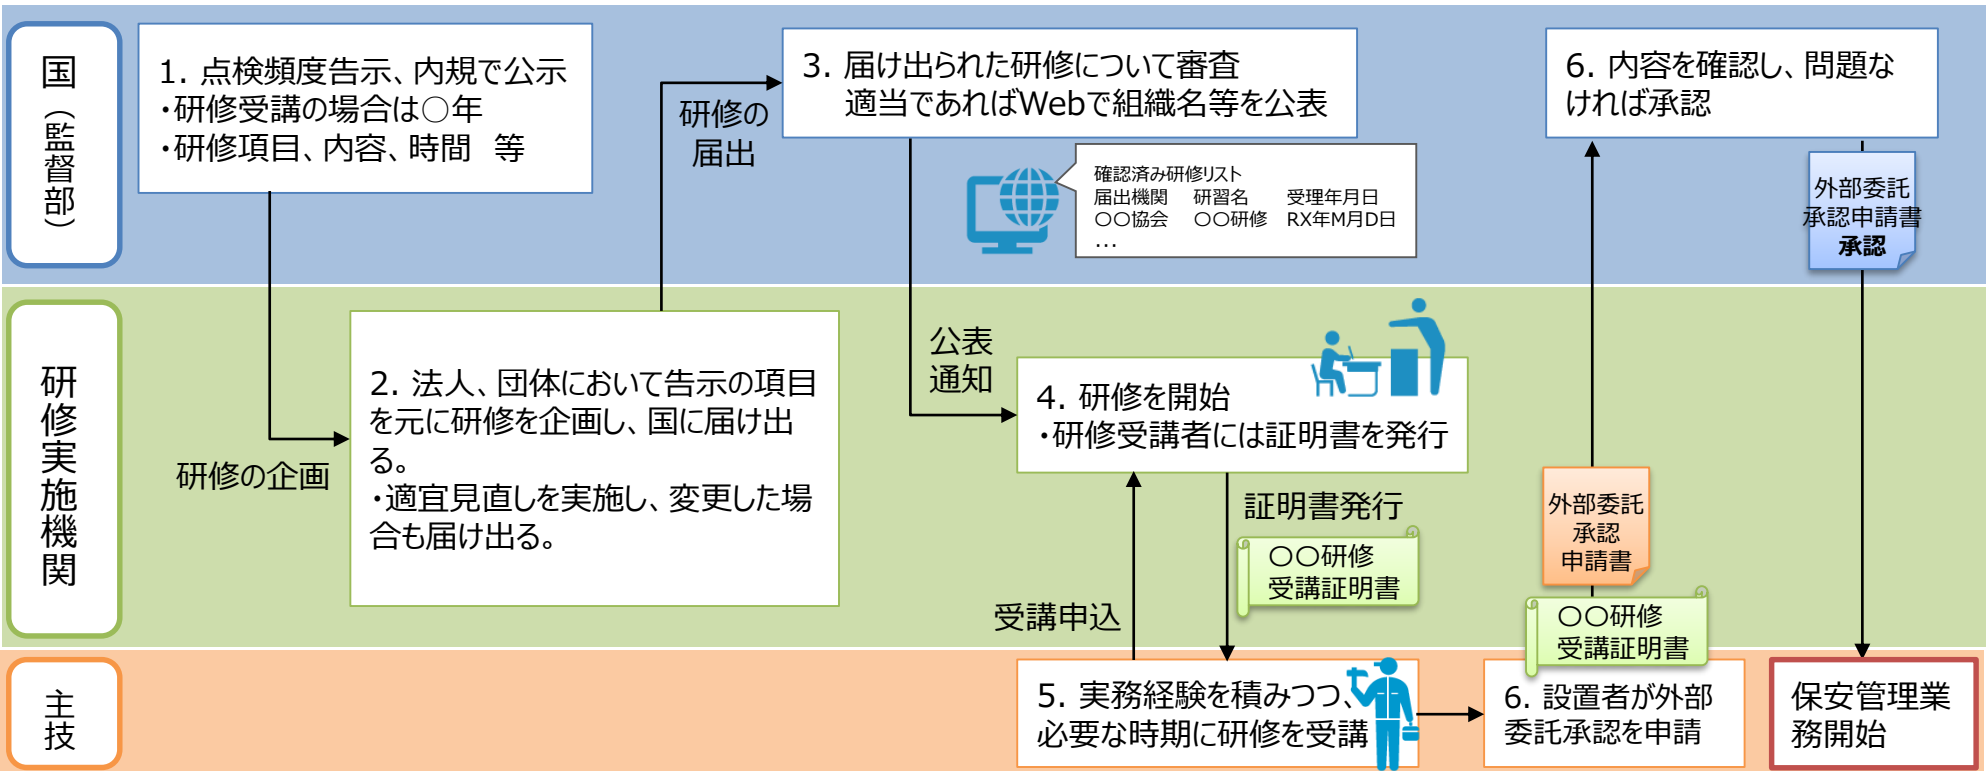 国
（監督部）
1. 点検頻度告示、内規で公示
・研修受講の場合は○年
・研修項目、内容、時間　等
研修の
届出
3. 届け出られた研修について審査
適当であればWebで組織名等を公表
確認済み研修リスト
届出機関　研習名　受理年月日
〇〇協会　〇〇研修　RX年M月D日
…
6. 内容を確認し、問題な
ければ承認
外部委託
承認申請書
承認
研修実施機関
研修の企画
2. 法人、団体において告示の項目
を元に研修を企画し、国に届け出
る。
・適宜見直しを実施し、変更した場
合も届け出る。
公表
通知
4. 研修を開始
・研修受講者には証明書を発行
証明書発行
〇〇研修
受講証明書
受講申込
外部委託
承認
申請書
〇〇研修
受講証明書
主技
5. 実務経験を積みつつ、
必要な時期に研修を受講
6. 設置者が外部
委託承認を申請
保安管理業
務開始